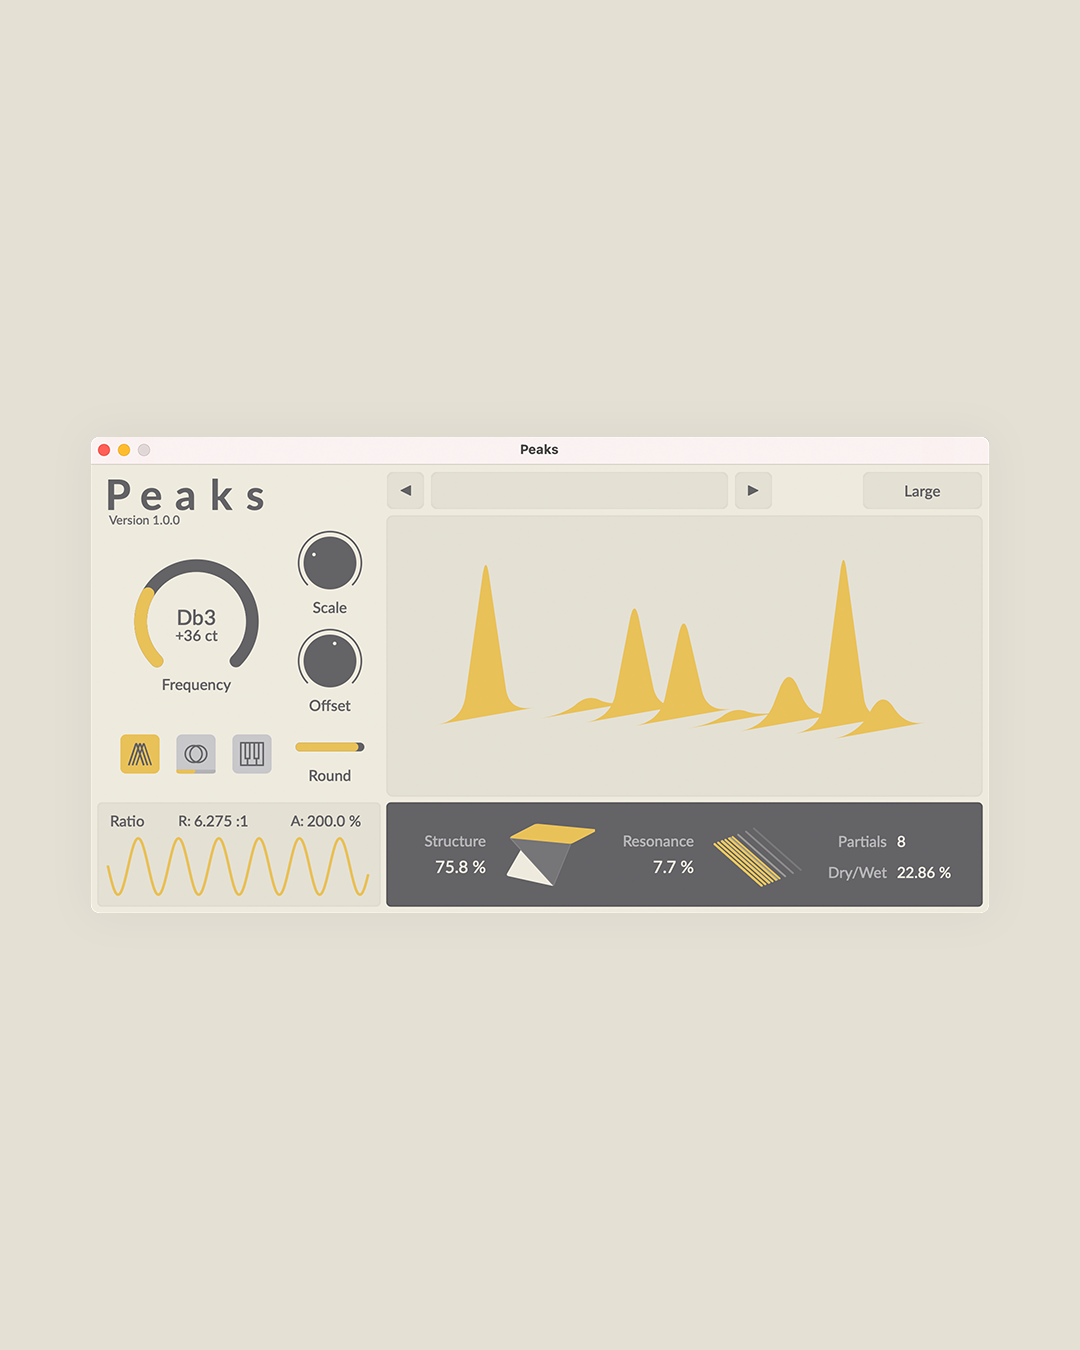 Peaks
Peaks
Version 1.0.0
Large
Db3
+36 ct
Frequency
Scale
Offset
Round
Ratio R: 6.275 :1 A: 200.0 %
Structure
75.8 %
Resonance
7.7 %
Partials 8
Dry/Wet 22.86 %